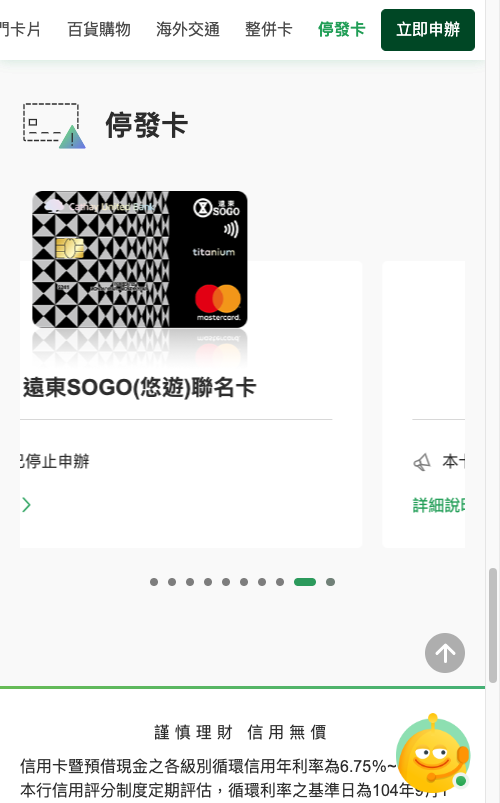 門卡片 百貨購物 海外交通 整併卡 停發卡 立即申辦
停發卡
Cathay United Bank
遠東
SOGO
titanium
mastercard.
遠東SOGO(悠遊)聯名卡
已停止申辦
本卡
詳細說明
謹慎理財 信用無價
信用卡暨預借現金之各級別循環信用年利率為6.75%~
本行信用評分制度定期評估，循環利率之基準日為104年9月1